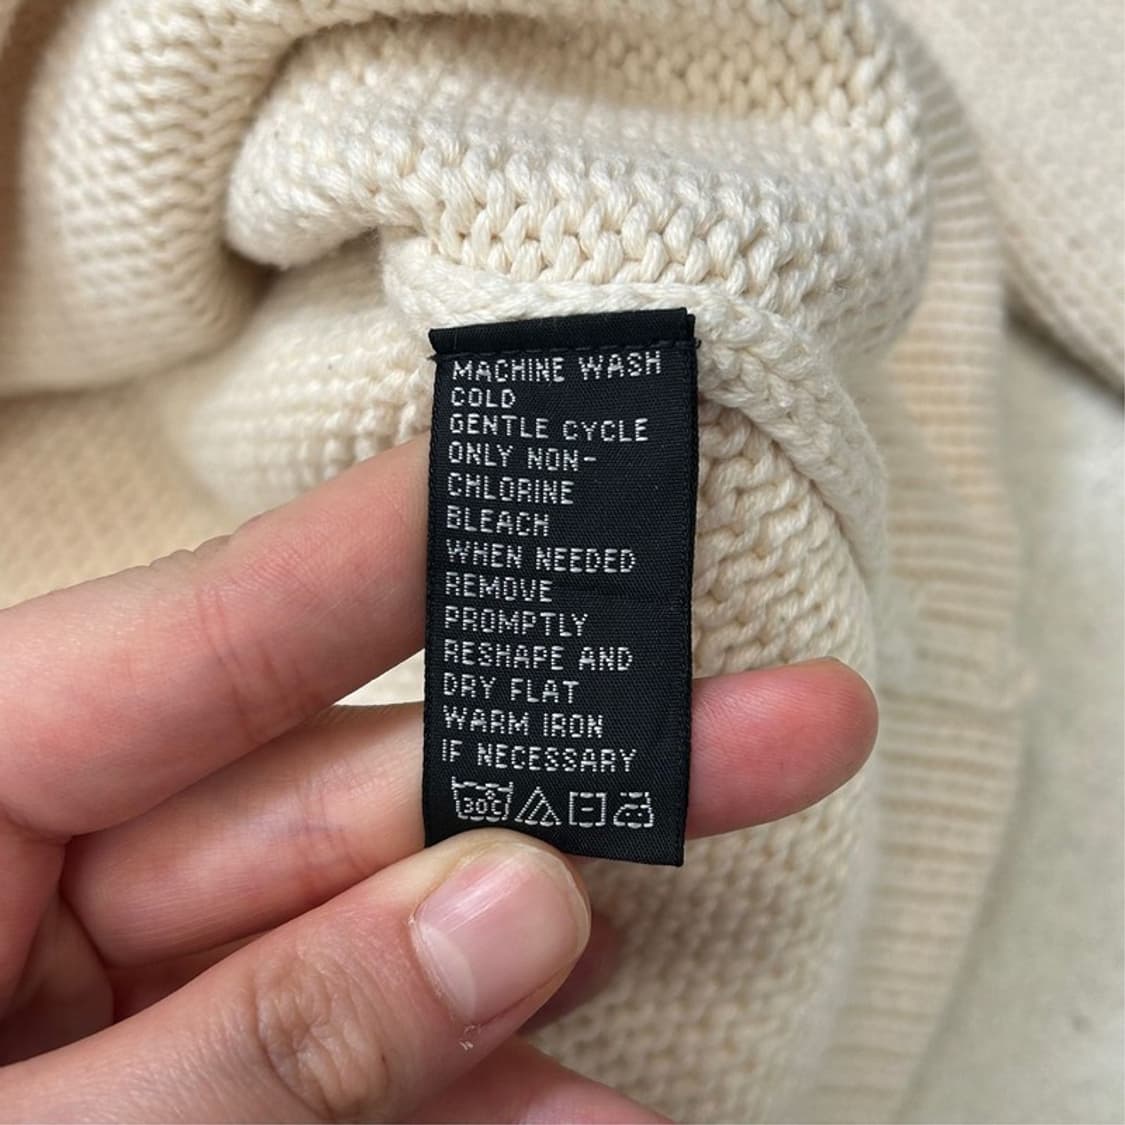 MACHINE WASH
COLD
GENTLE CYCLE
ONLY NON-
CHLORINE
BLEACH
WHEN NEEDED
REMOVE
PROMPTLY
RESHAPE AND
DRY FLAT
WARM IRON
IF NECESSARY
30C